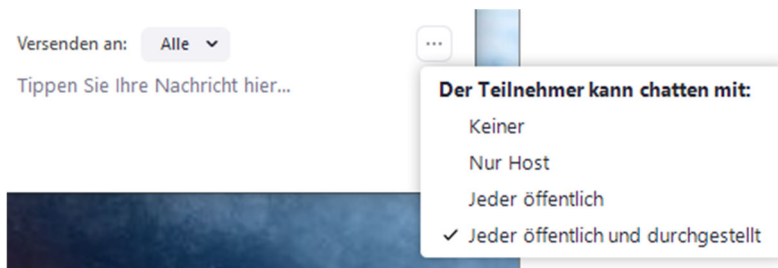 Versenden an: Alle
Tippen Sie Ihre Nachricht hier...
Der Teilnehmer kann chatten mit:
Keiner
Nur Host
Jeder öffentlich
Jeder öffentlich und durchgestellt